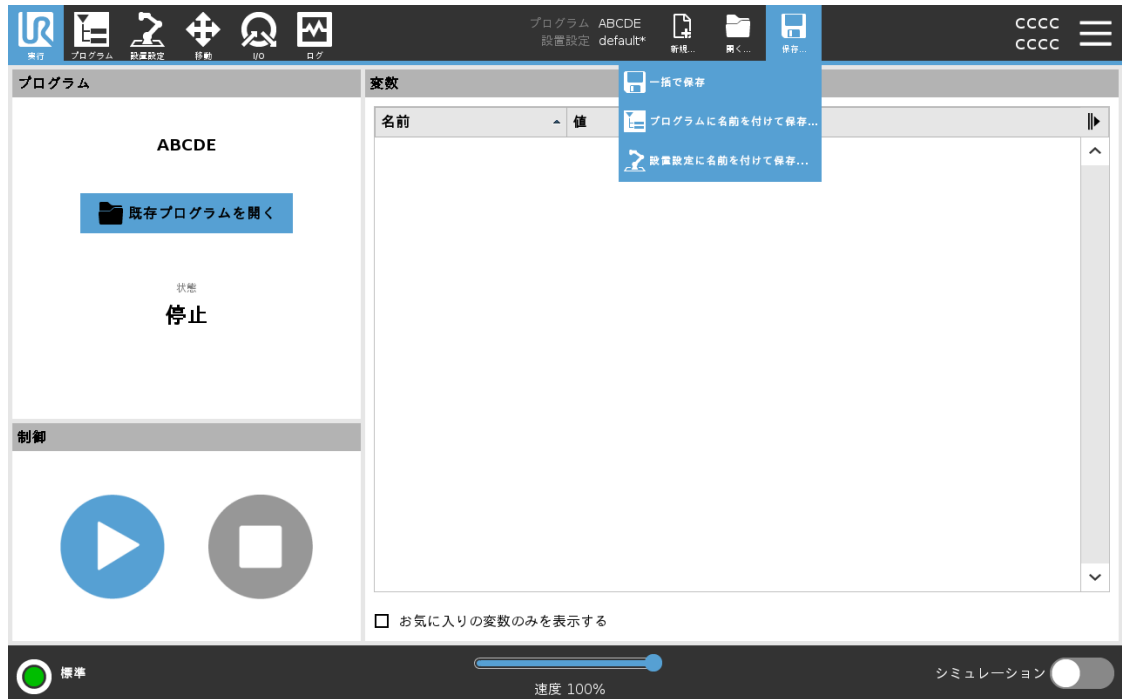 UR
実行
プログラム
設置設定
移動
I/O
ログ
プログラム ABCDE
設置設定 default*
新規...
開く...
保存...
CCCC
CCCC
一括で保存
プログラムに名前を付けて保存...
設置設定に名前を付けて保存...
プログラム
ABCDE
既存プログラムを開く
状態
停止
制御
変数
名前
値
お気に入りの変数のみを表示する
標準
速度 100%
シミュレーション